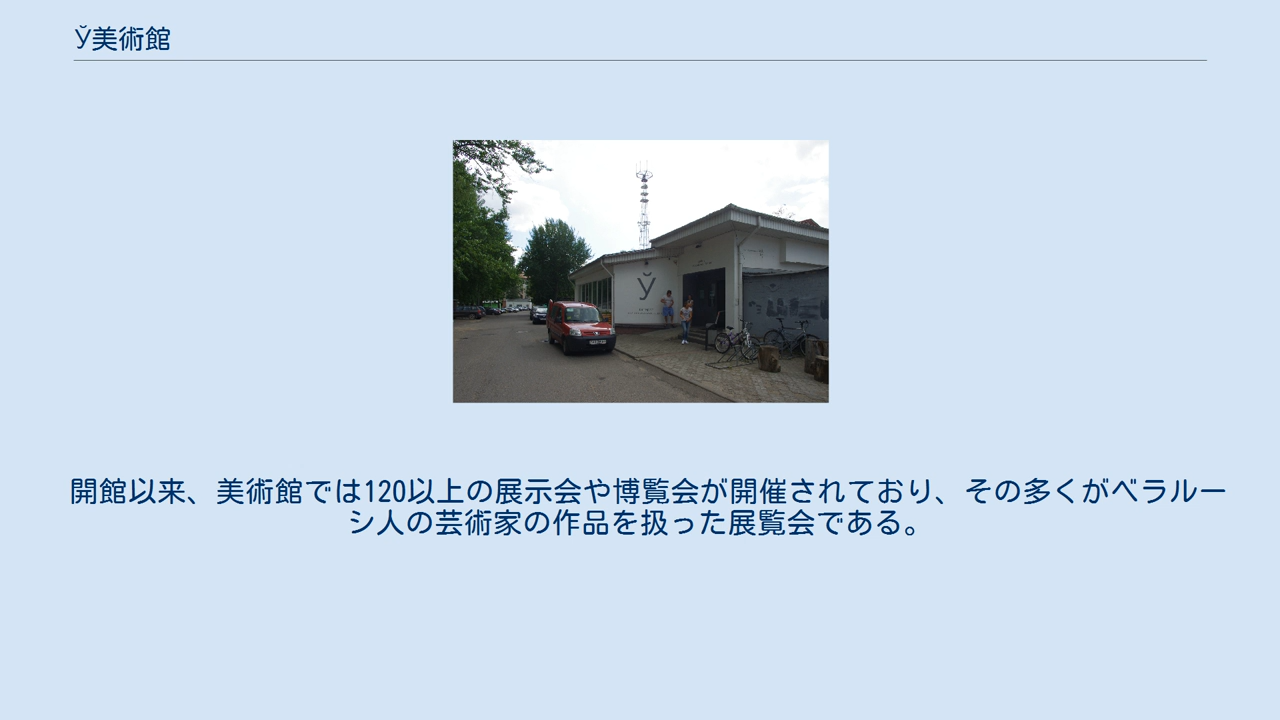 Ў美術館
ў
開館以来、美術館では120以上の展示会や博覧会が開催されており、その多くがベラルー
シ人の芸術家の作品を扱った展覧会である。